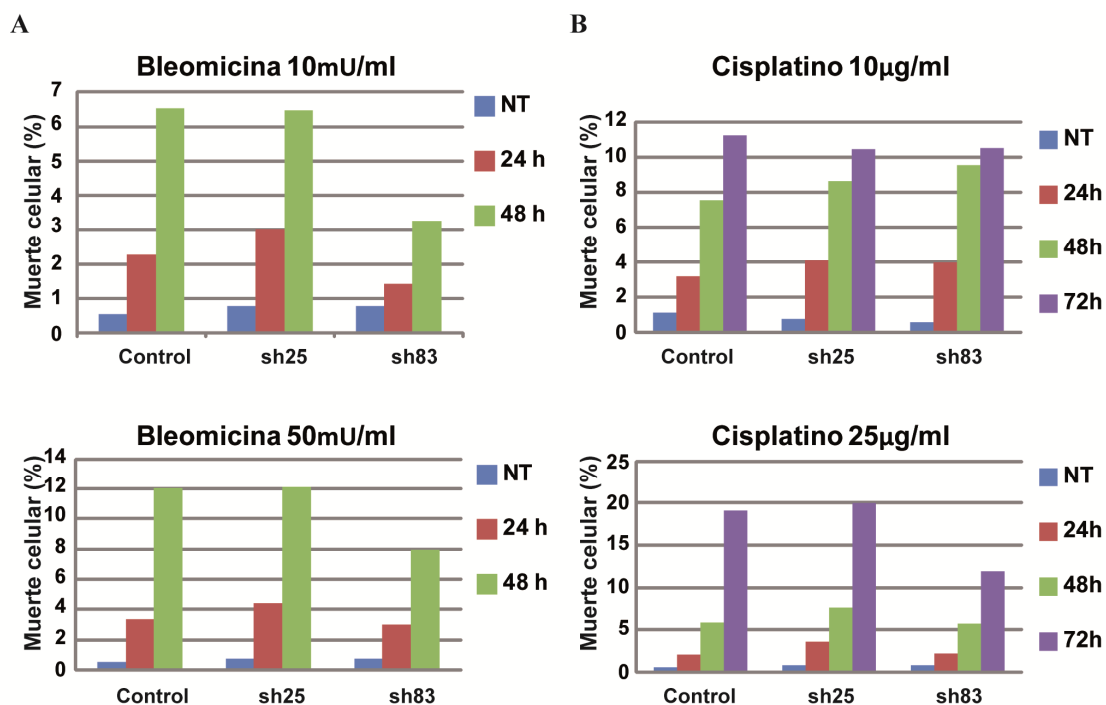 A
Bleomicina 10mU/ml
Muerte celular (%)
7
6
5
4
3
2
1
0
Control
sh25
sh83
NT
24 h
48 h
B
Cisplatino 10µg/ml
Muerte celular (%)
12
10
8
6
4
2
0
Control
sh25
sh83
NT
24h
48h
72h
Bleomicina 50mU/ml
Muerte celular (%)
14
12
10
8
6
4
2
0
Control
sh25
sh83
NT
24 h
48 h
Cisplatino 25µg/ml
Muerte celular (%)
25
20
15
10
5
0
Control
sh25
sh83
NT
24h
48h
72h